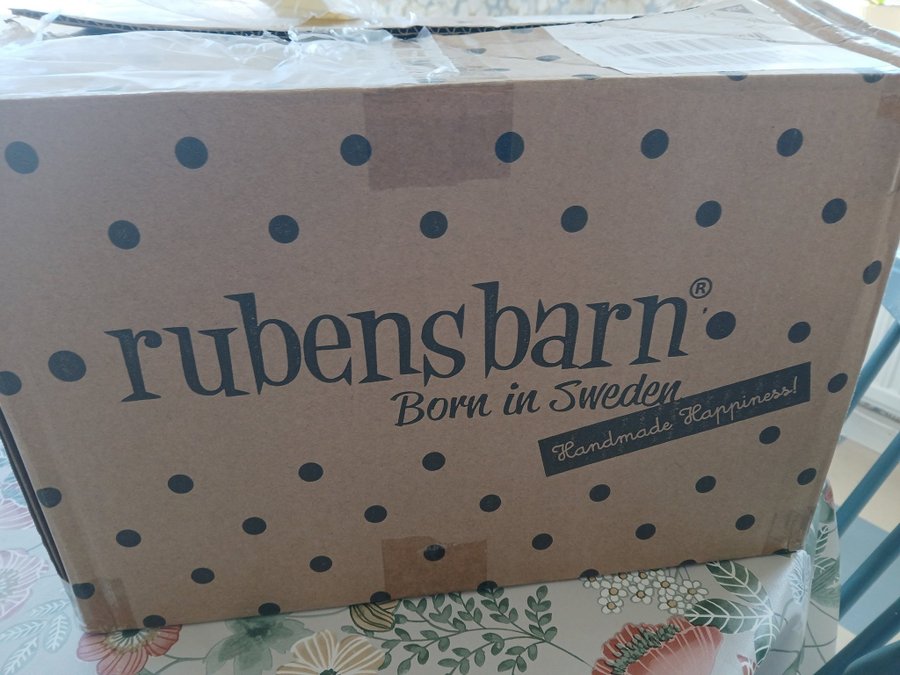 rubensbarn®
Born in Sweden
Handmade Happiness!